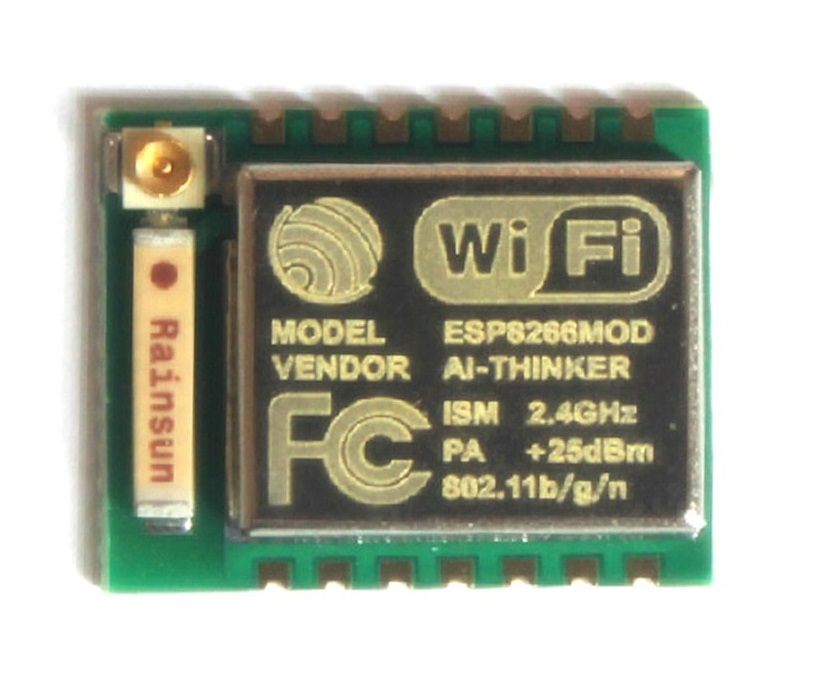 Wi Fi
MODEL ESP8266MOD
VENDOR AI-THINKER
FC
ISM 2.4GHz
PA +25dBm
802.11b/g/n
Rainsun